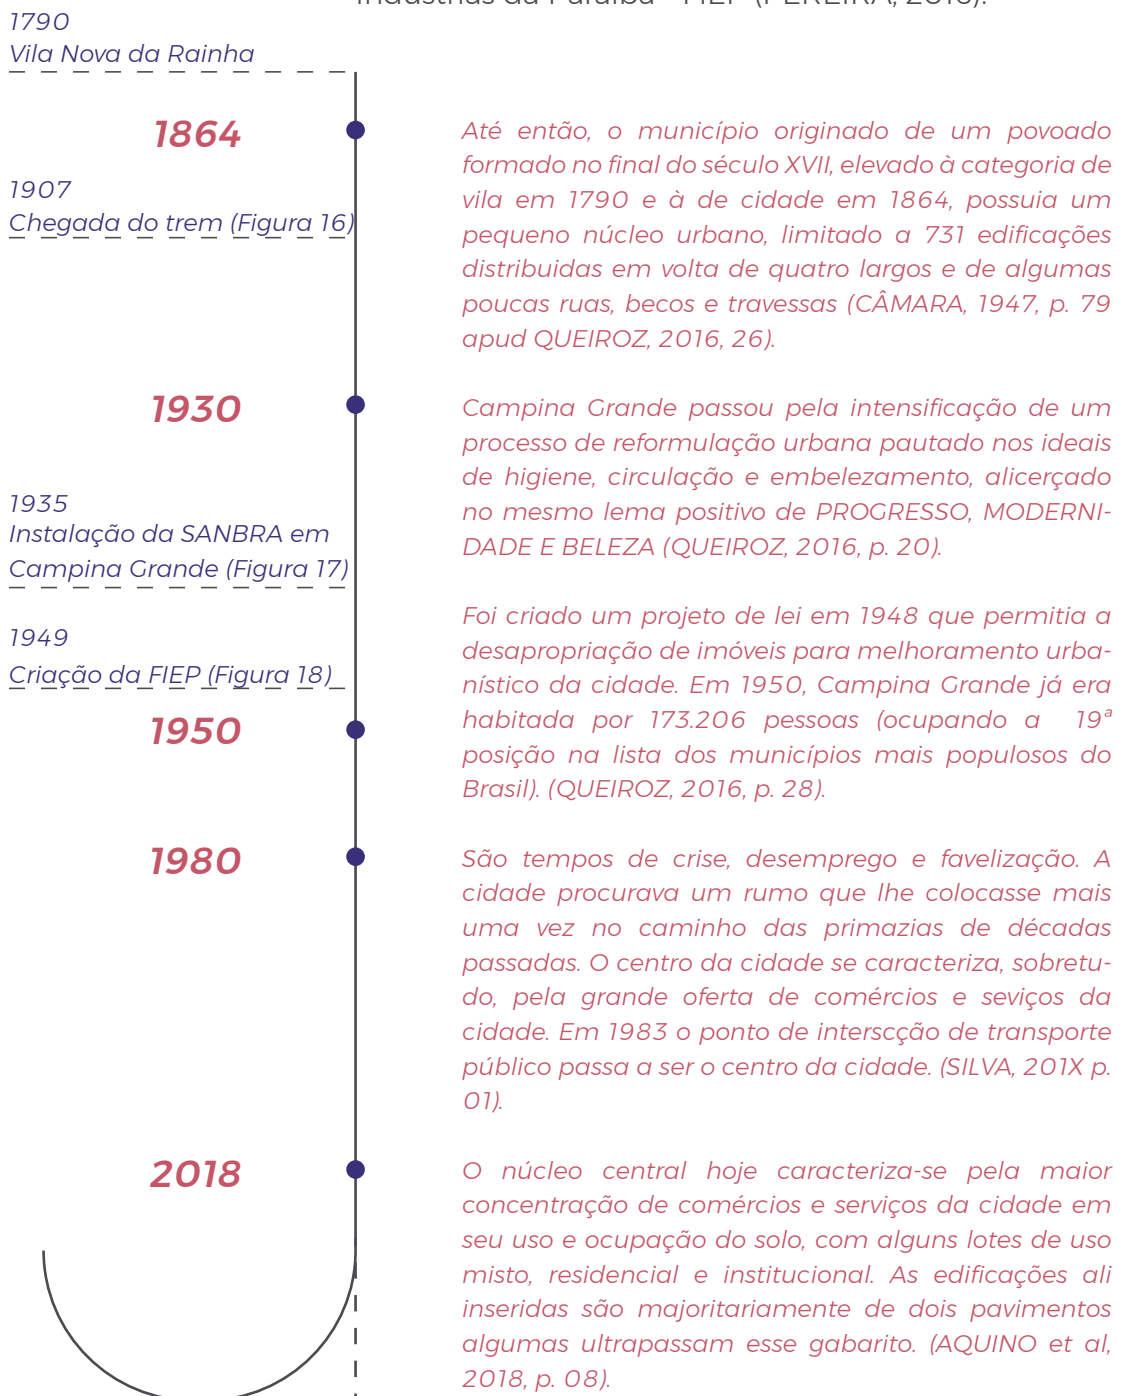 Indústrias da Paraíba - FIEP (PEREIRA, 2016).
1790
Vila Nova da Rainha
1864
Até então, o município originado de um povoado
formado no final do século XVII, elevado à categoria de
vila em 1790 e à de cidade em 1864, possuia um
pequeno núcleo urbano, limitado a 731 edificações
distribuidas em volta de quatro largos e de algumas
poucas ruas, becos e travessas (CÂMARA, 1947, p. 79
apud QUEIROZ, 2016, 26).
1907
Chegada do trem (Figura 16)
1930
Campina Grande passou pela intensificação de um
processo de reformulação urbana pautado nos ideais
de higiene, circulação e embelezamento, alicerçado
no mesmo lema positivo de PROGRESSO, MODERNI-
DADE E BELEZA (QUEIROZ, 2016, p. 20).
1935
Instalação da SANBRA em
Campina Grande (Figura 17)
1949
Criação da FIEP (Figura 18)
1950
Foi criado um projeto de lei em 1948 que permitia a
desapropriação de imóveis para melhoramento urba-
nístico da cidade. Em 1950, Campina Grande já era
habitada por 173.206 pessoas (ocupando a 19ª
posição na lista dos municípios mais populosos do
Brasil). (QUEIROZ, 2016, p. 28).
1980
São tempos de crise, desemprego e favelização. A
cidade procurava um rumo que lhe colocasse mais
uma vez no caminho das primazias de décadas
passadas. O centro da cidade se caracteriza, sobretu-
do, pela grande oferta de comércios e seviços da
cidade. Em 1983 o ponto de interscção de transporte
público passa a ser o centro da cidade. (SILVA, 201X p.
01).
2018
O núcleo central hoje caracteriza-se pela maior
concentração de comércios e serviços da cidade em
seu uso e ocupação do solo, com alguns lotes de uso
misto, residencial e institucional. As edificações ali
inseridas são majoritariamente de dois pavimentos
algumas ultrapassam esse gabarito. (AQUINO et al,
2018, p. 08).